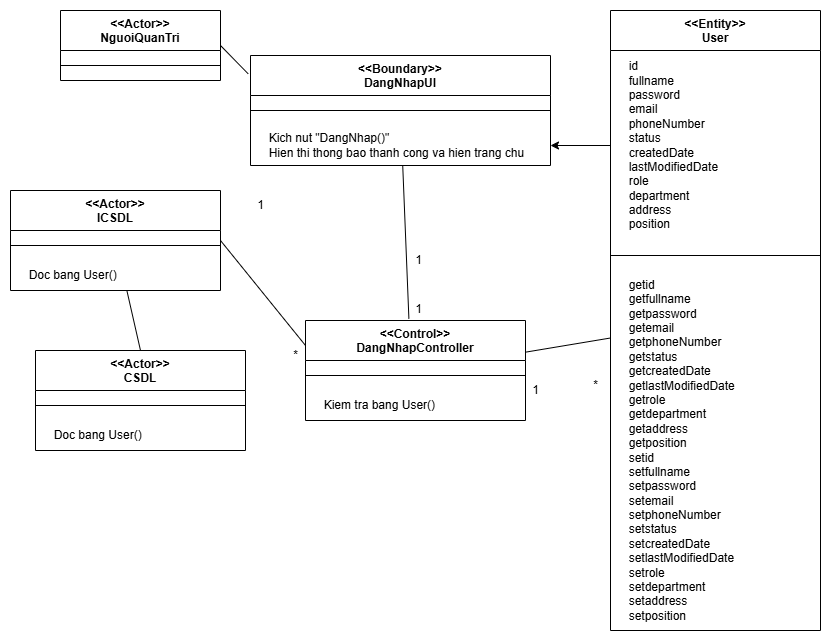 <<Actor>>
NguoiQuanTri
<<Boundary>>
DangNhapUI
Kich nut "DangNhap()"
Hien thi thong bao thanh cong va hien trang chu
<<Entity>>
User
id
fullname
password
email
phoneNumber
status
createdDate
lastModifiedDate
role
department
address
position
getid
getfullname
getpassword
getemail
getphoneNumber
getstatus
getcreatedDate
getlastModifiedDate
getrole
getdepartment
getaddress
getposition
setid
setfullname
setpassword
setemail
setphoneNumber
setstatus
setcreatedDate
setlastModifiedDate
setrole
setdepartment
setaddress
setposition
<<Actor>>
ICSDL
Doc bang User()
1
1
1
*
<<Control>>
DangNhapController
Kiem tra bang User()
1
*
<<Actor>>
CSDL
Doc bang User()